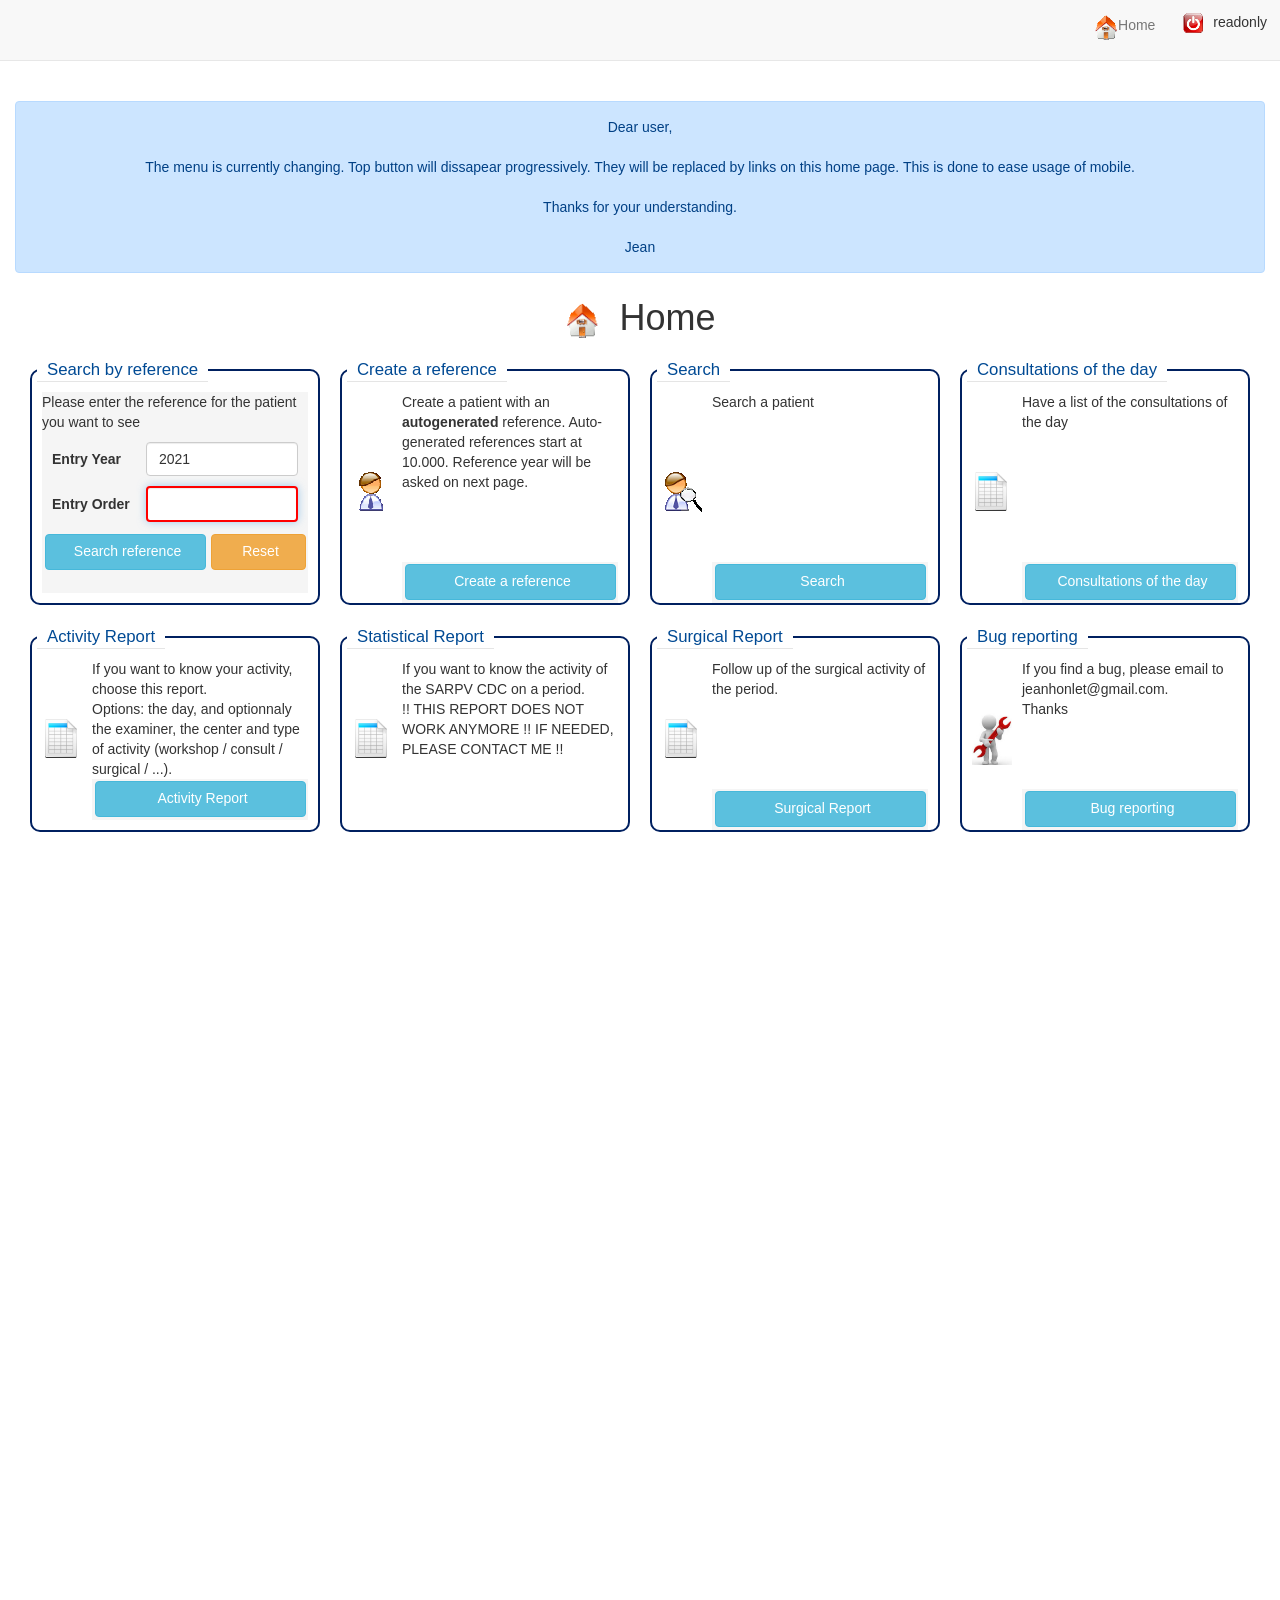 Home
readonly
Dear user,
The menu is currently changing. Top button will dissapear progressively. They will be replaced by links on this home page. This is done to ease usage of mobile.
Thanks for your understanding.
Jean
Home
Search by reference
Please enter the reference for the patient
you want to see
Entry Year
2021
Entry Order
Search reference
Reset
Create a reference
Create a patient with an
autogenerated reference. Auto-
generated references start at
10.000. Reference year will be
asked on next page.
Create a reference
Search
Search a patient
Search
Consultations of the day
Have a list of the consultations of
the day
Consultations of the day
Activity Report
If you want to know your activity,
choose this report.
Options: the day, and optionnaly
the examiner, the center and type
of activity (workshop / consult /
surgical / ...).
Activity Report
Statistical Report
If you want to know the activity of
the SARPV CDC on a period.
!! THIS REPORT DOES NOT
WORK ANYMORE !! IF NEEDED,
PLEASE CONTACT ME !!
Surgical Report
Follow up of the surgical activity of
the period.
Surgical Report
Bug reporting
If you find a bug, please email to
jeanhonlet@gmail.com.
Thanks
Bug reporting